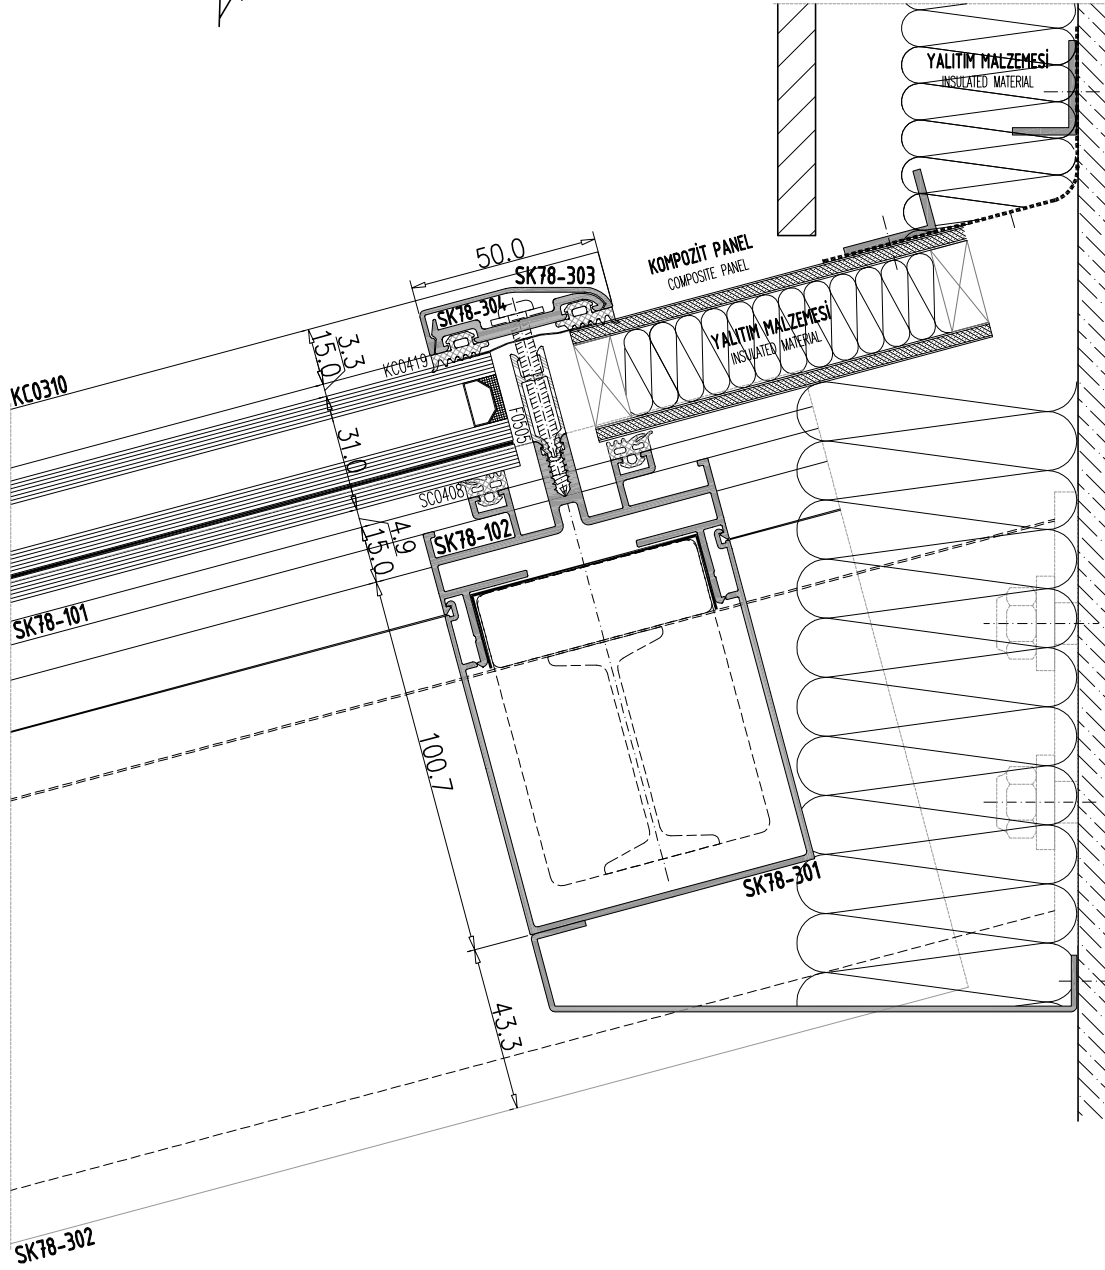 YALITIM MALZEMESİ
INSULATED MATERIAL
50.0
KOMPOZİT PANEL
COMPOSITE PANEL
SK78-303
SK78-304
YALITIM MALZEMESİ
INSULATED MATERIAL
3.3
15.0
KC0419
KC0310
F0505
31.0
SC0408
4.9
15.0
SK78-102
SK78-101
100.7
SK78-301
43.3
SK78-302